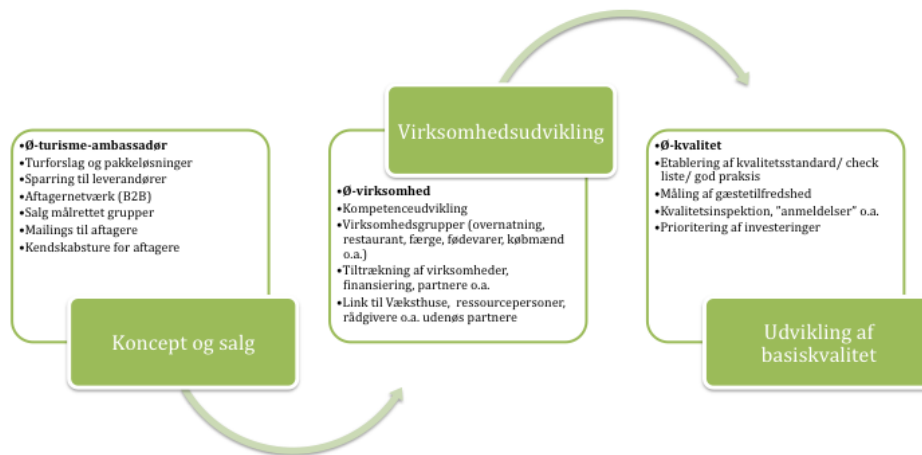 •Ø-turisme-ambassadør
•Turforslag og pakkeløsninger
•Sparring til leverandører
•Aftagernetværk (B2B)
•Salg målrettet grupper
•Mailings til aftagere
•Kendskabsture for aftagere
Koncept og salg
Virksomhedsudvikling
•Ø-virksomhed
•Kompetenceudvikling
•Virksomhedsgrupper (overnatning,
restaurant, færge, fødevarer, købmænd
o.a.)
•Tiltrækning af virksomheder,
finansiering, partnere o.a.
•Link til Væksthuse, ressourcepersoner,
rådgivere o.a. udenøs partnere
•Ø-kvalitet
•Etablering af kvalitetsstandard/ check
liste/ god praksis
•Måling af gæstetilfredshed
•Kvalitetsinspektion, "anmeldelser" o.a.
•Prioritering af investeringer
Udvikling af
basiskvalitet